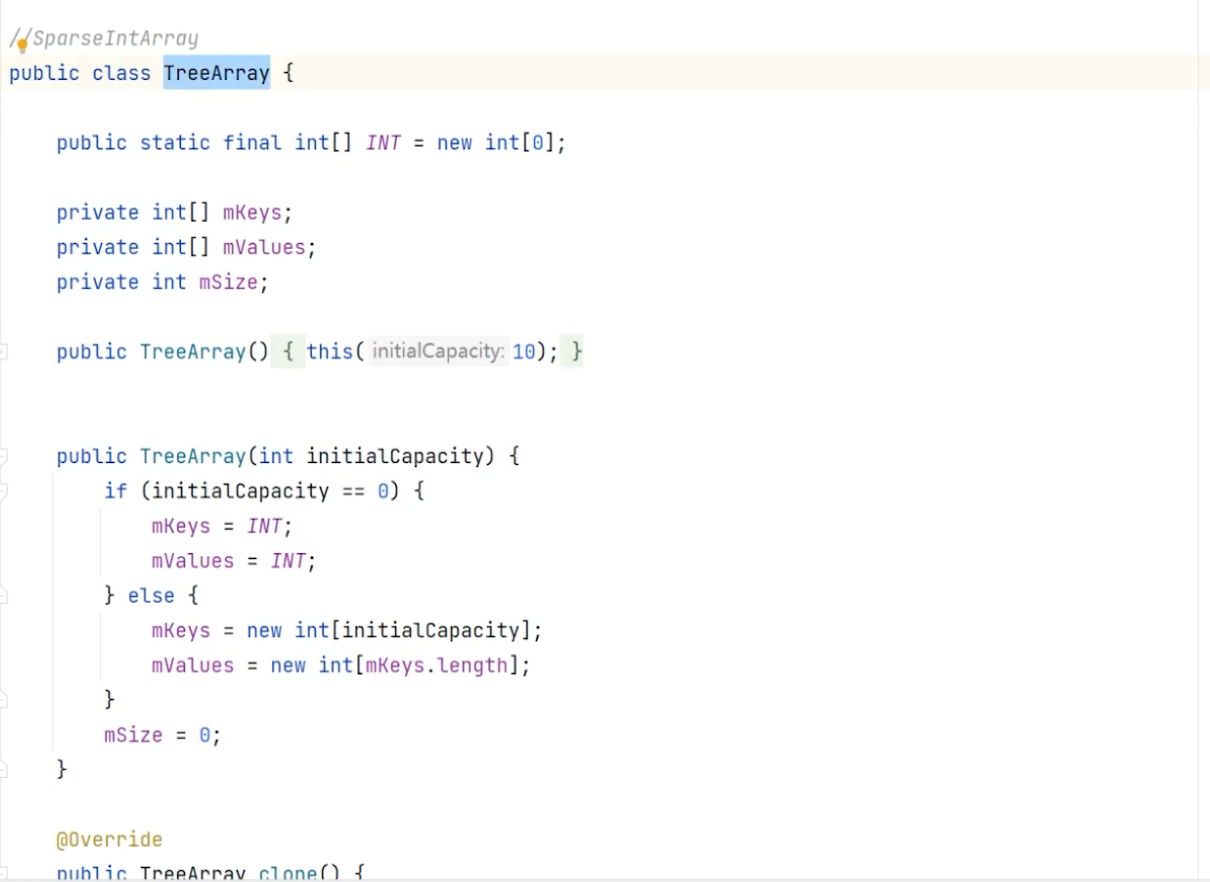 //SparseIntArray
public class TreeArray {
public static final int[] INT = new int[0];
private int[] mKeys;
private int[] mValues;
private int mSize;
public TreeArray() { this( initialCapacity: 10); }
public TreeArray(int initialCapacity) {
if (initialCapacity == 0) {
mKeys = INT;
mValues = INT;
} else {
mKeys = new int[initialCapacity];
mValues = new int[mKeys.length];
}
mSize = 0;
}
@Override
public TreeArray clone() {